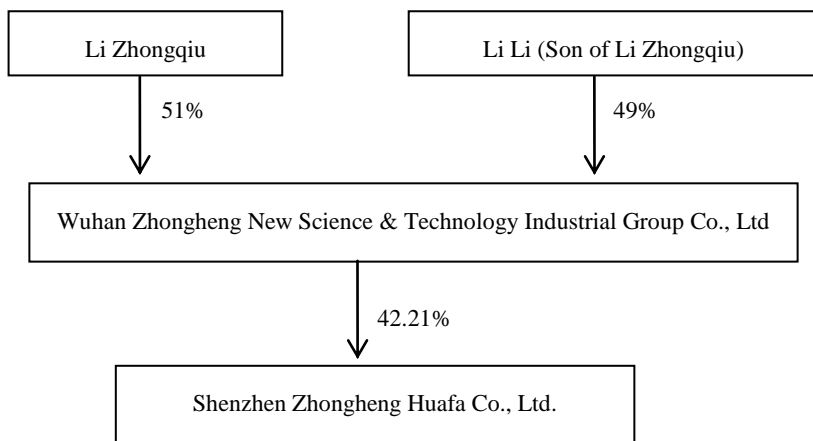 Li Zhongqiu
Li Li (Son of Li Zhongqiu)
51%
49%
Wuhan Zhongheng New Science & Technology Industrial Group Co., Ltd
42.21%
Shenzhen Zhongheng Huafa Co., Ltd.